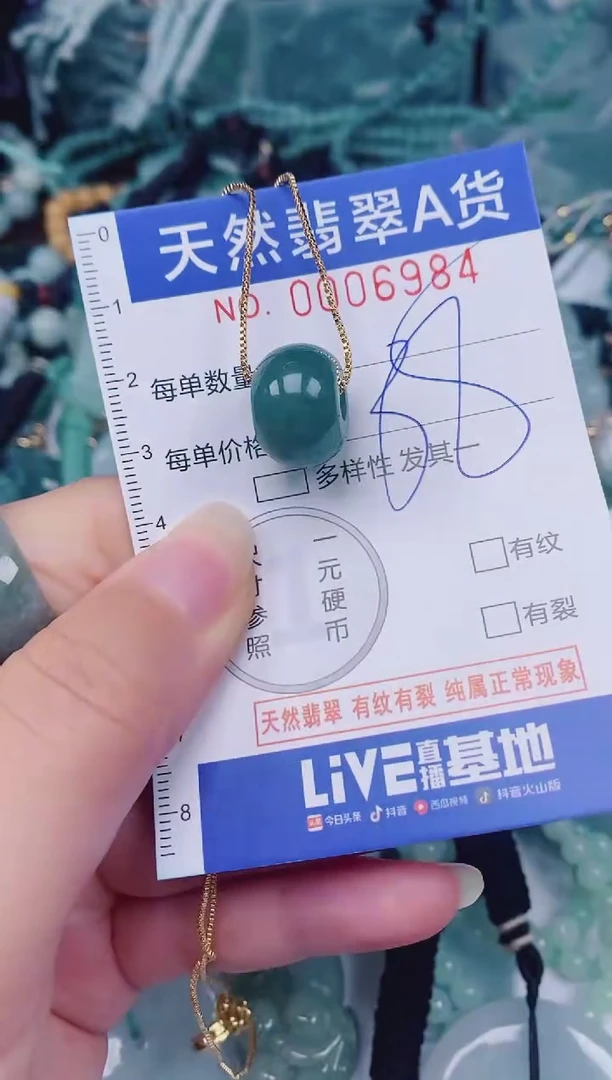 天然翡翠A货
NO. 0006984
0
1
2
3
4
8
每单数量
每单价格
58
多样性 发其一
一元硬币
寸参照
有纹
有裂
天然翡翠 有纹有裂 纯属正常现象
LiVE直播基地
今日头条 抖音 西瓜视频 抖音火山版